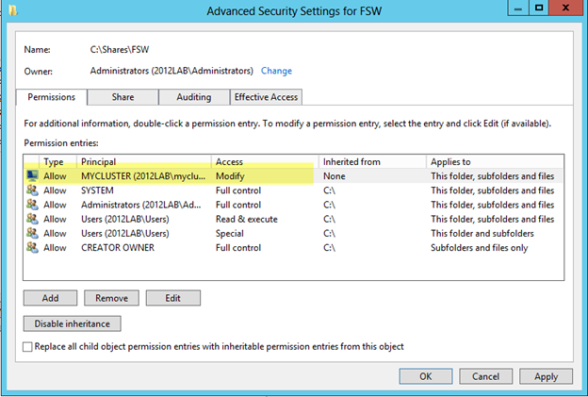 Advanced Security Settings for FSW
Name: C:\Shares\FSW
Owner: Administrators (2012LAB\Administrators) Change
Permissions Share Auditing Effective Access
For additional information, double-click a permission entry. To modify a permission entry, select the entry and click Edit (if available).
Permission entries:
Type Principal Access Inherited from Applies to
Allow MYCLUSTER (2012LAB\myclu... Modify None This folder, subfolders and files
Allow SYSTEM Full control C:\ This folder, subfolders and files
Allow Administrators (2012LAB\Ad... Full control C:\ This folder, subfolders and files
Allow Users (2012LAB\Users) Read & execute C:\ This folder, subfolders and files
Allow Users (2012LAB\Users) Special C:\ This folder and subfolders
Allow CREATOR OWNER Full control C:\ Subfolders and files only
Add Remove Edit
Disable inheritance
Replace all child object permission entries with inheritable permission entries from this object
OK Cancel Apply